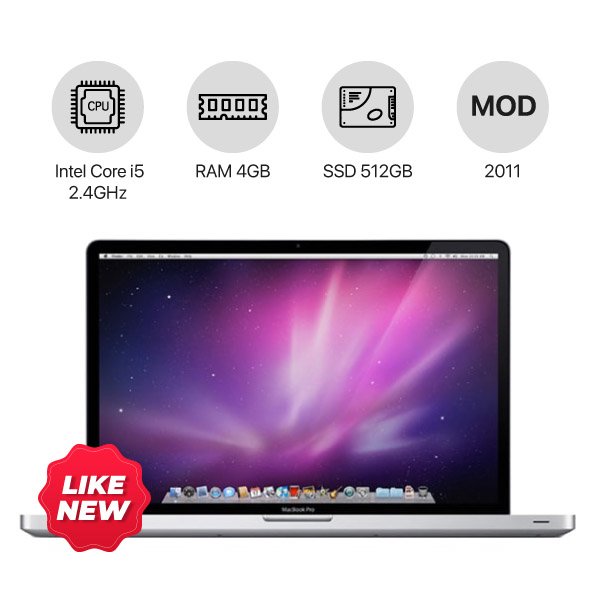 CPU
MOD
Intel Core i5
2.4GHz
RAM 4GB
SSD 512GB
2011
LIKE
NEW
MacBook Pro